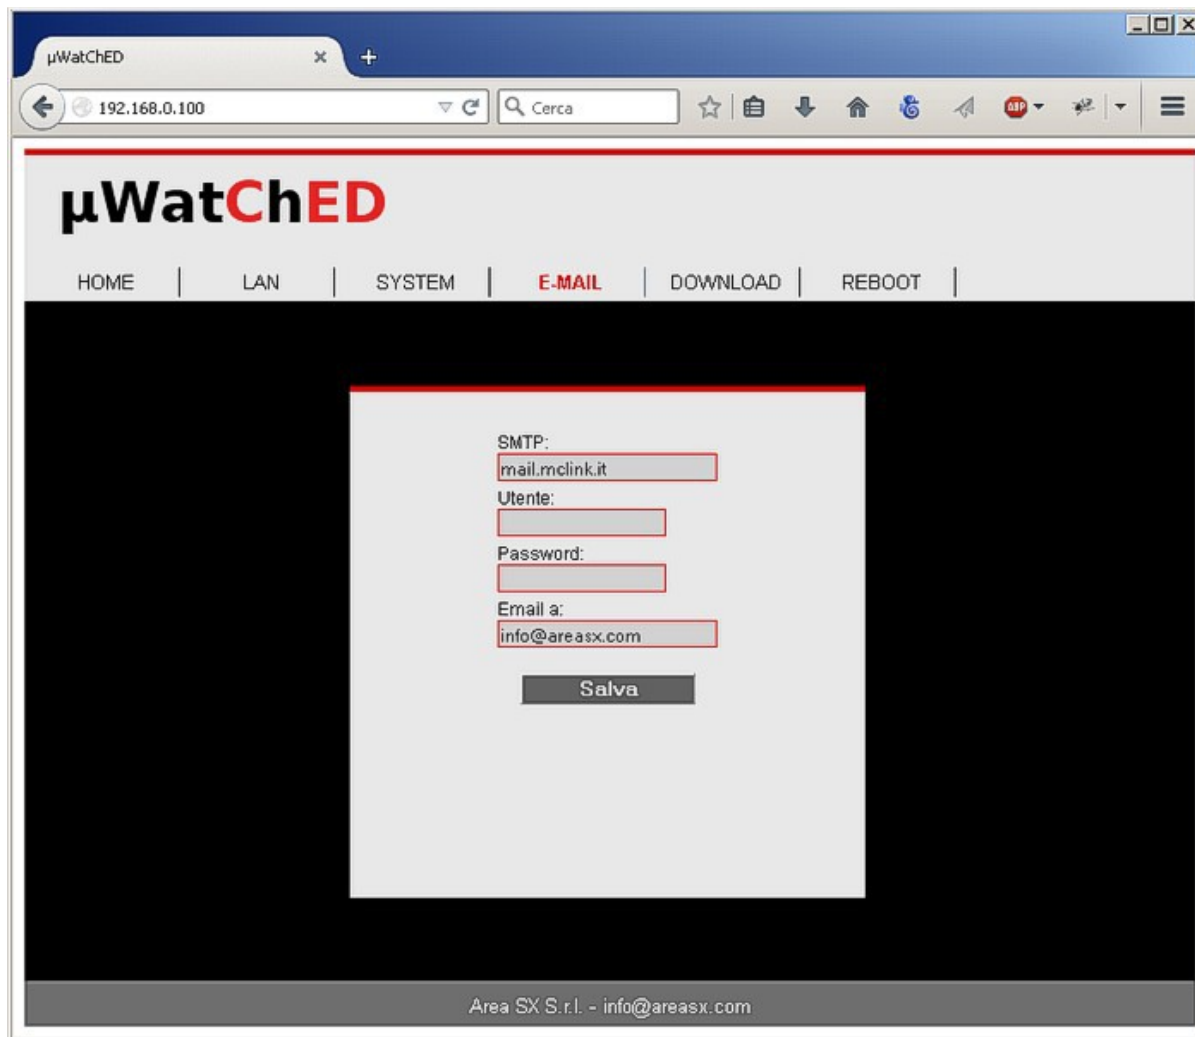 µWatChED
192.168.0.100
Cerca
ABP
µWatChED
HOME
LAN
SYSTEM
E-MAIL
DOWNLOAD
REBOOT
SMTP:
mail.mclink.it
Utente:
Password:
Email a:
info@areasx.com
Salva
Area SX S.r.l. - info@areasx.com